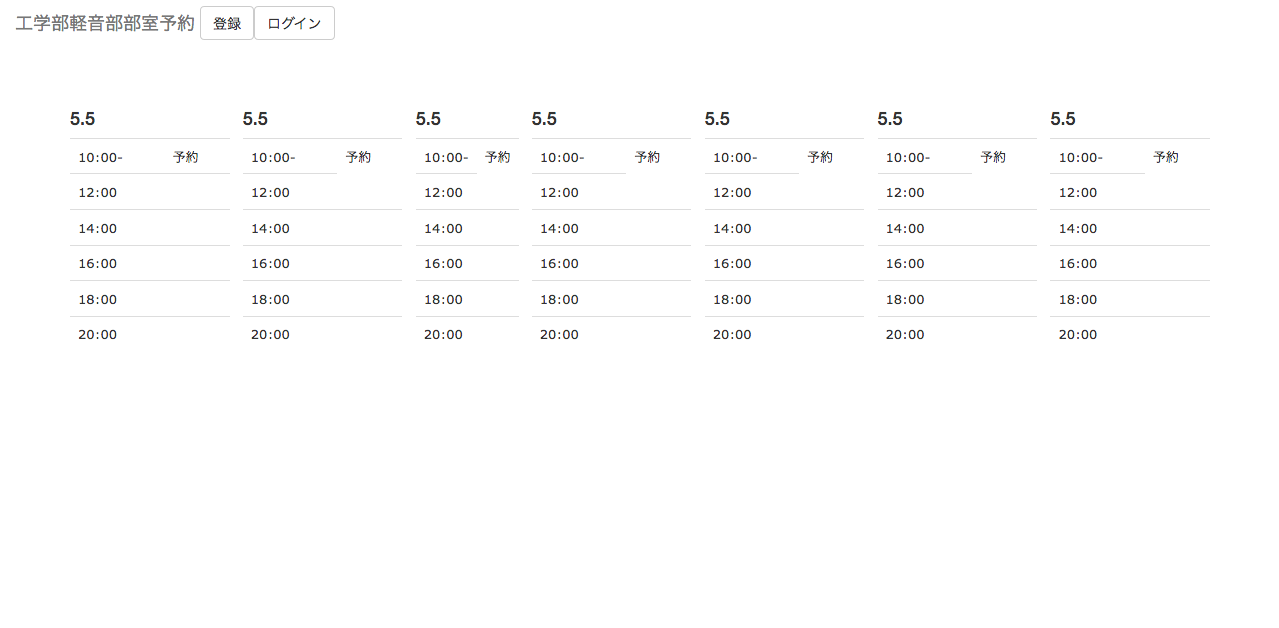 工学部軽音部部室予約 登録 ログイン
5.5 5.5 5.5 5.5 5.5 5.5 5.5
10:00- 予約 10:00- 予約 10:00- 予約 10:00- 予約 10:00- 予約 10:00- 予約 10:00- 予約
12:00 12:00 12:00 12:00 12:00 12:00 12:00
14:00 14:00 14:00 14:00 14:00 14:00 14:00
16:00 16:00 16:00 16:00 16:00 16:00 16:00
18:00 18:00 18:00 18:00 18:00 18:00 18:00
20:00 20:00 20:00 20:00 20:00 20:00 20:00